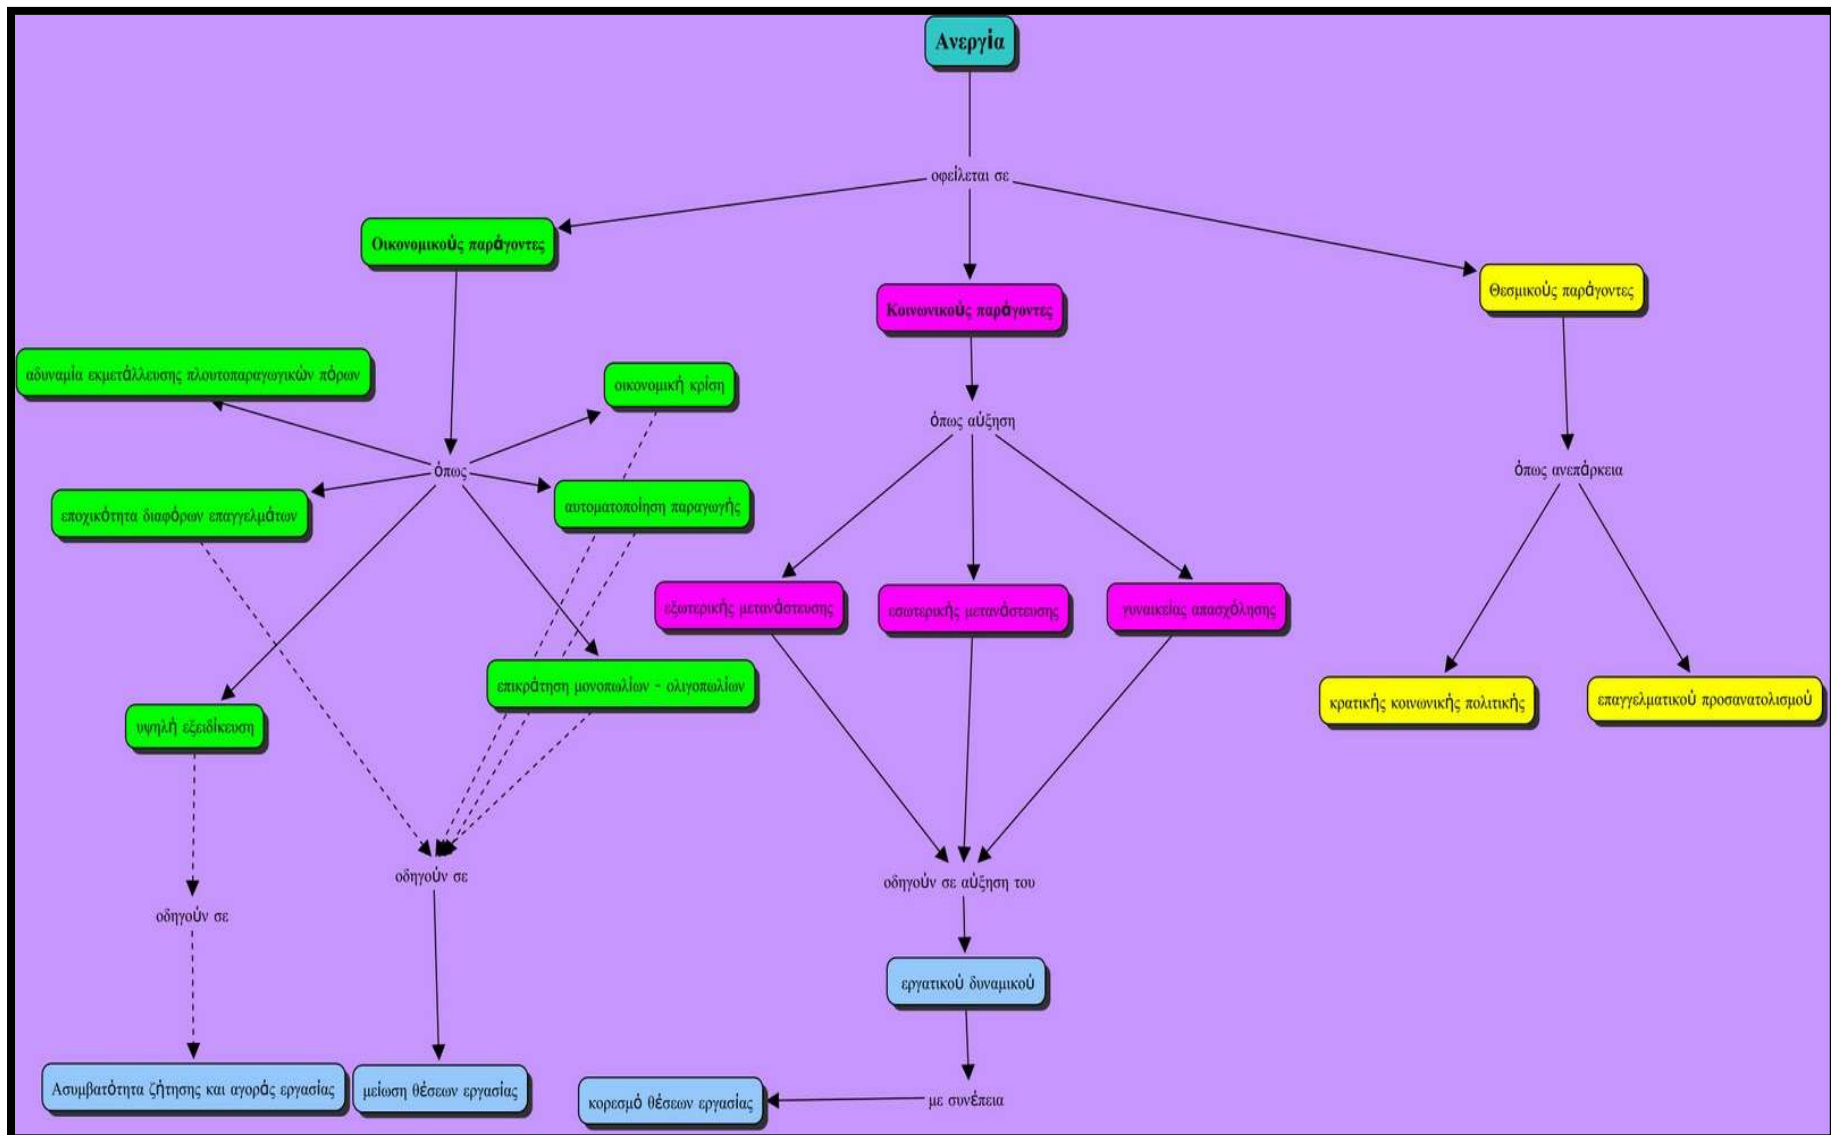 Ανεργία
οφείλεται σε
Οικονομικούς παράγοντες
Κοινωνικούς παράγοντες
Θεσμικούς παράγοντες
αδυναμία εκμετάλλευσης πλουτοπαραγωγικών πόρων
οικονομική κρίση
όπως
εποχικότητα διαφόρων επαγγελμάτων
αυτοματοποίηση παραγωγής
υψηλή εξειδίκευση
επικράτηση μονοπωλίων - ολιγοπωλίων
οδηγούν σε
οδηγούν σε
Ασυμβατότητα ζήτησης και αγοράς εργασίας
μείωση θέσεων εργασίας
όπως αύξηση
εξωτερικής μετανάστευσης
εσωτερικής μετανάστευσης
γυναικείας απασχόλησης
οδηγούν σε αύξηση του
εργατικού δυναμικού
με συνέπεια
κορεσμό θέσεων εργασίας
όπως ανεπάρκεια
κρατικής κοινωνικής πολιτικής
επαγγελματικού προσανατολισμού